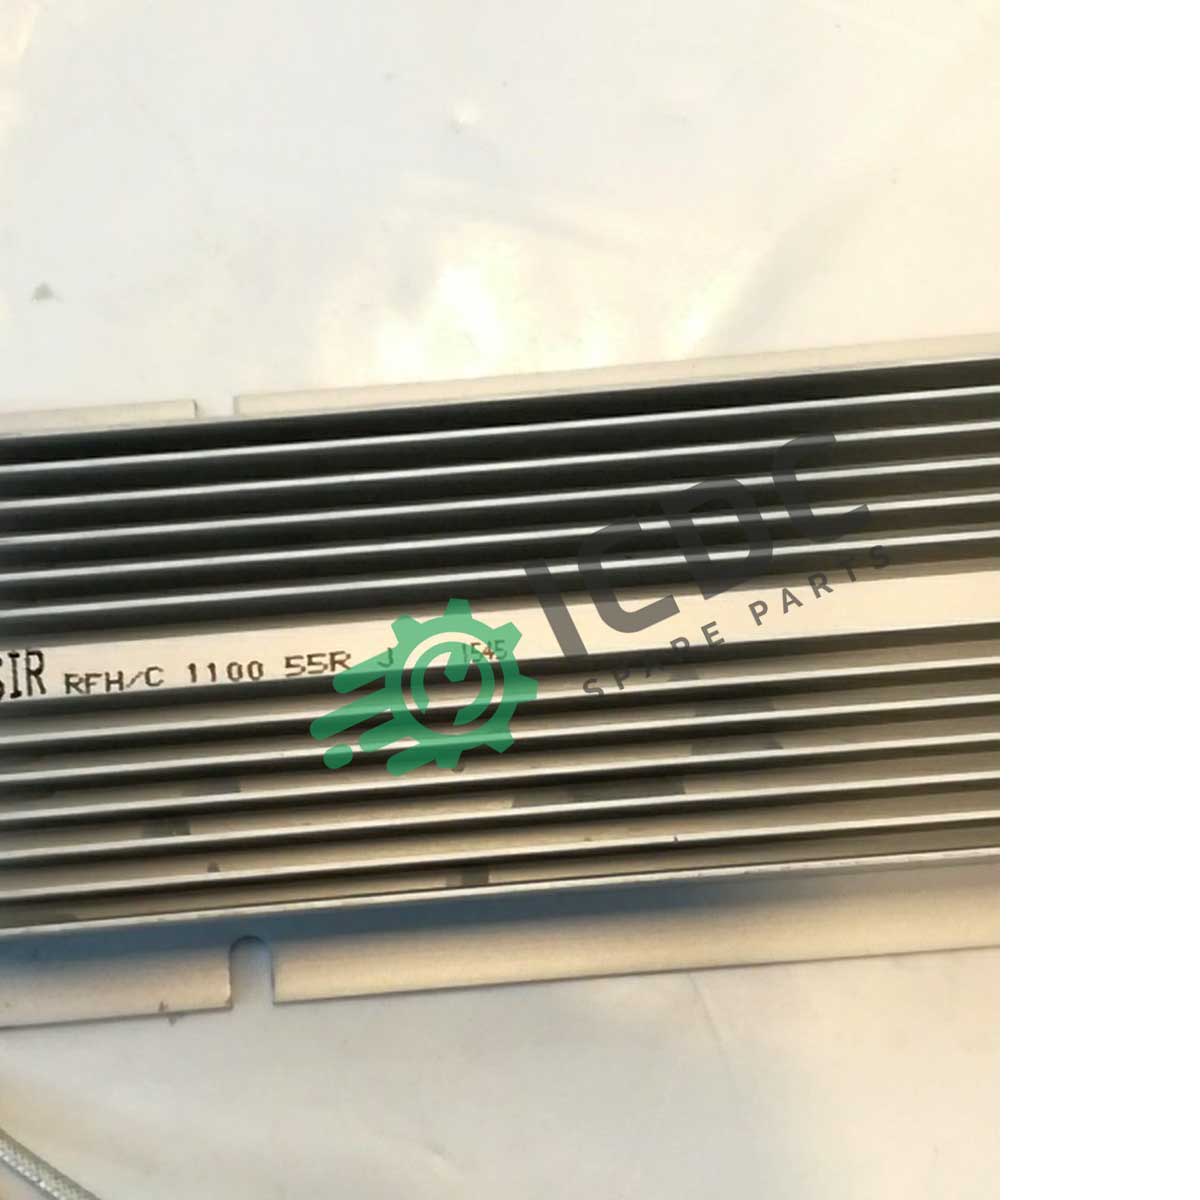 SIR RFH/C 1100 55R J 1545
ICDC
SPARE PARTS